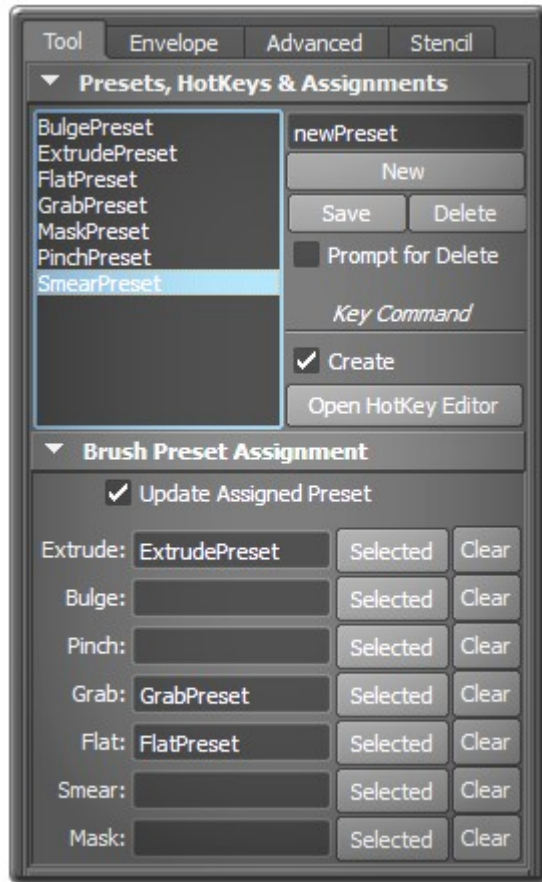 Tool Envelope Advanced Stencil
Presets, HotKeys & Assignments
BulgePreset
ExtrudePreset
FlatPreset
GrabPreset
MaskPreset
PinchPreset
SmearPreset
newPreset
New
Save Delete
Prompt for Delete
Key Command
Create
Open HotKey Editor
Brush Preset Assignment
Update Assigned Preset
Extrude: ExtrudePreset Selected Clear
Bulge: Selected Clear
Pinch: Selected Clear
Grab: GrabPreset Selected Clear
Flat: FlatPreset Selected Clear
Smear: Selected Clear
Mask: Selected Clear